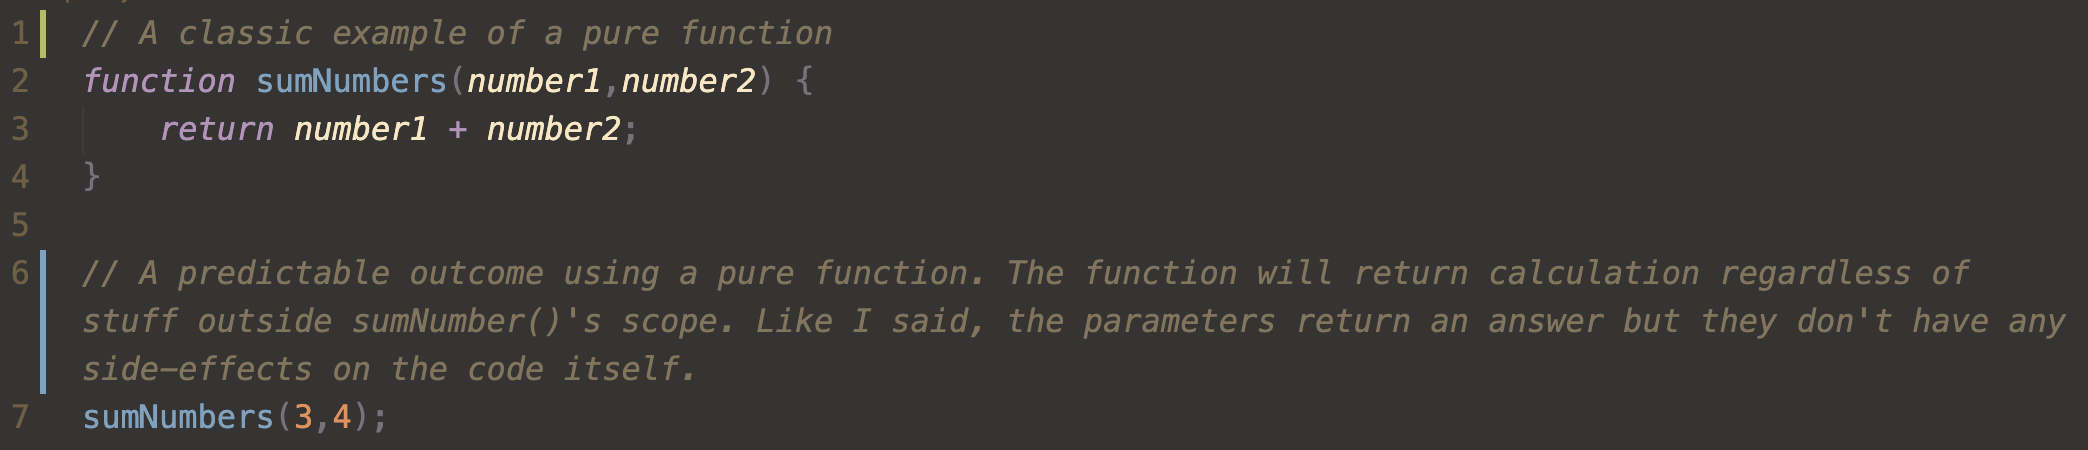 1 // A classic example of a pure function
2 function sumNumbers(number1,number2) {
3 return number1 + number2;
4 }
5
6 // A predictable outcome using a pure function. The function will return calculation regardless of
stuff outside sumNumber()'s scope. Like I said, the parameters return an answer but they don't have any
side-effects on the code itself.
7 sumNumbers(3,4);